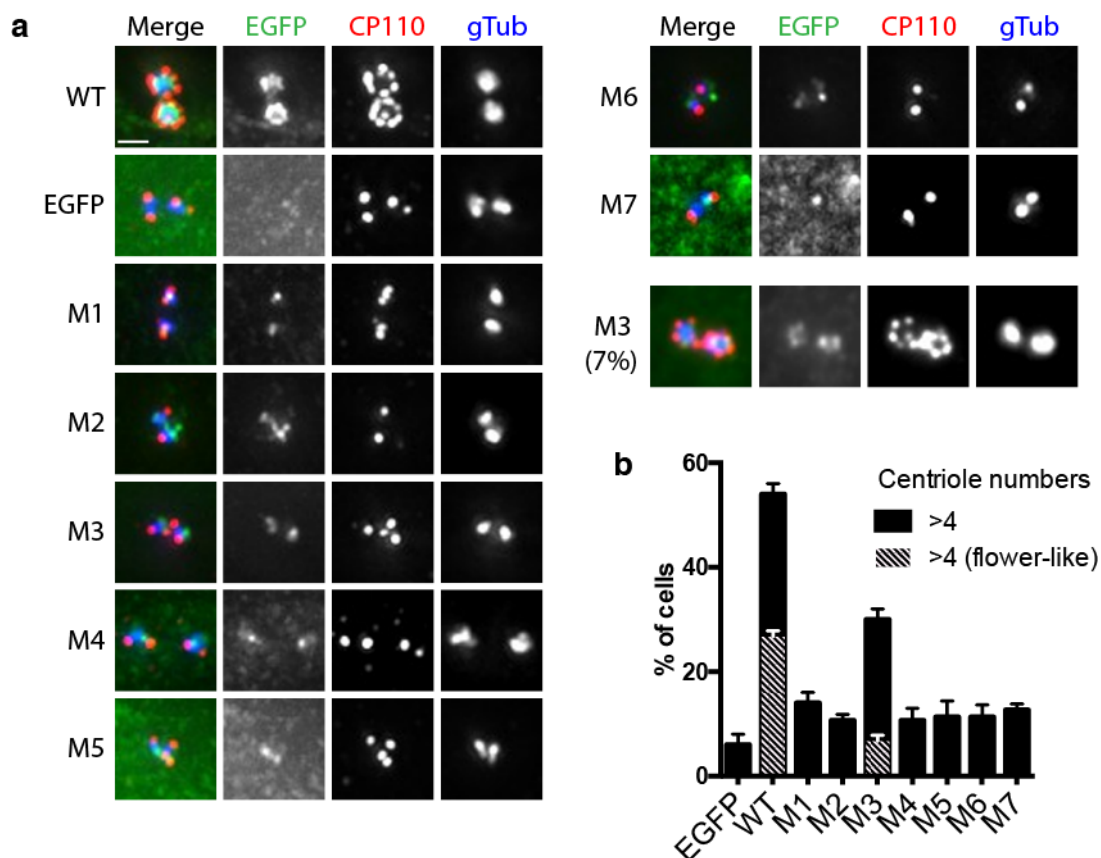 a
Merge EGFP CP110 gTub
WT
EGFP
M1
M2
M3
M4
M5
Merge EGFP CP110 gTub
M6
M7
M3
(7%)
b
Centriole numbers
>4
>4 (flower-like)
% of cells
60
40
20
0
EGFP WT M1 M2 M3 M4 M5 M6 M7